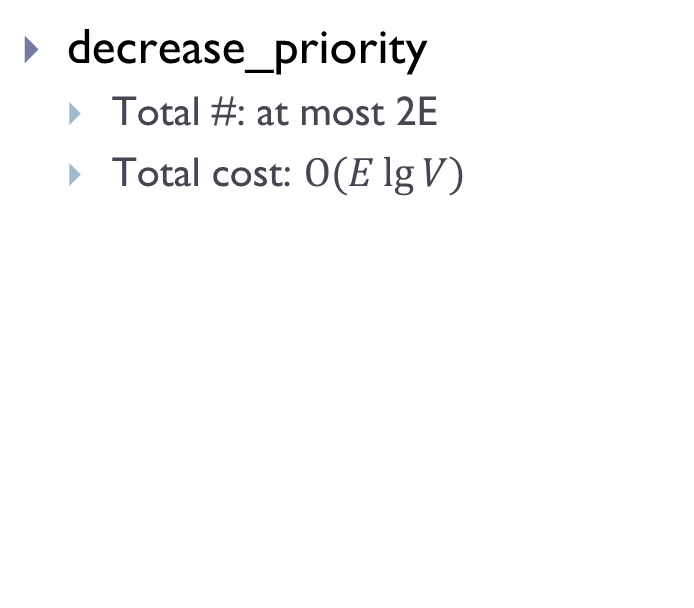 decrease_priority
Total #: at most 2E
Total cost: O(E lg V)